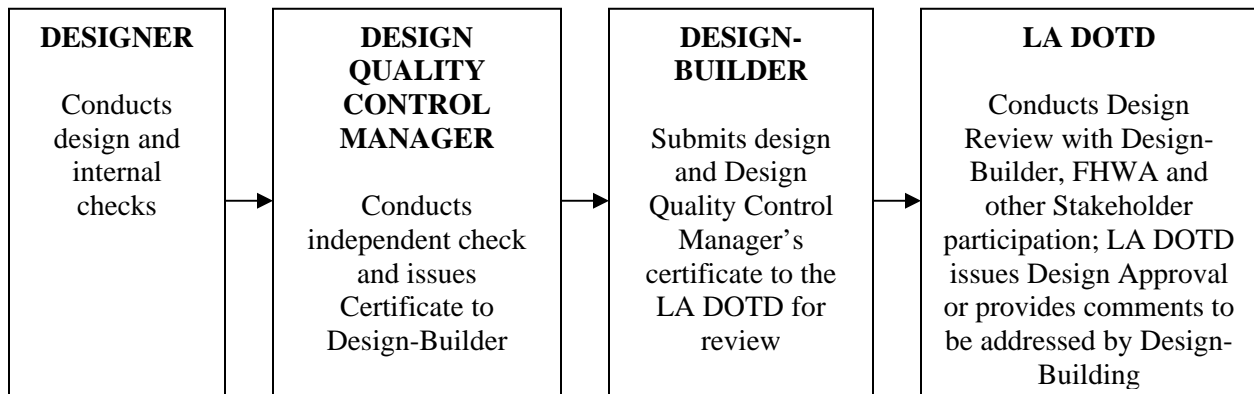 DESIGNER
Conducts
design and
internal
checks
DESIGN
QUALITY
CONTROL
MANAGER
Conducts
independent check
and issues
Certificate to
Design-Builder
DESIGN-
BUILDER
Submits design
and Design
Quality Control
Manager’s
certificate to the
LA DOTD for
review
LA DOTD
Conducts Design
Review with Design-
Builder, FHWA and
other Stakeholder
participation; LA DOTD
issues Design Approval
or provides comments to
be addressed by Design-
Building